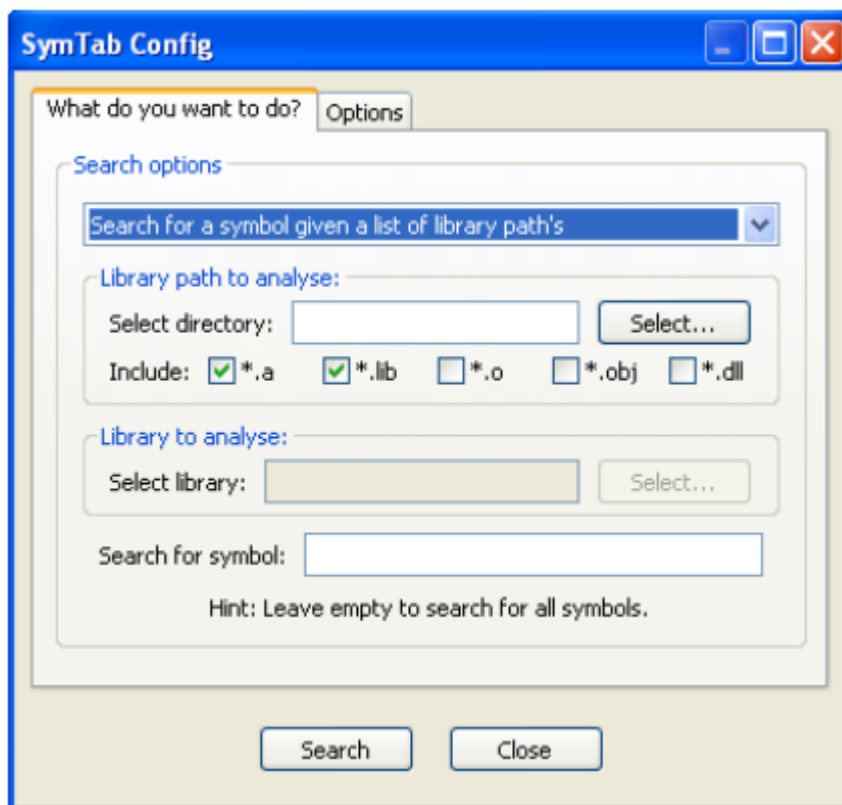 SymTab Config
What do you want to do? Options
Search options
Search for a symbol given a list of library path's
Library path to analyse:
Select directory: Select...
Include: *.a *.lib *.o *.obj *.dll
Library to analyse:
Select library: Select...
Search for symbol:
Hint: Leave empty to search for all symbols.
Search Close